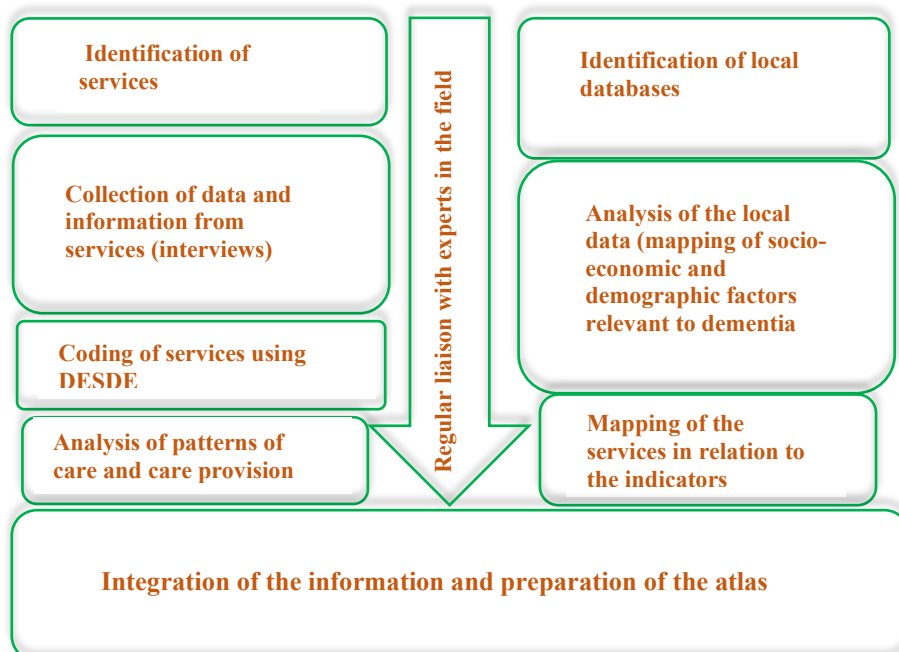 Identification of
services
Collection of data and
information from
services (interviews)
Coding of services using
DESDE
Analysis of patterns of
care and care provision
Regular liaison with experts in the field
Identification of local
databases
Analysis of the local
data (mapping of socio-
economic and
demographic factors
relevant to dementia
Mapping of the
services in relation to
the indicators
Integration of the information and preparation of the atlas